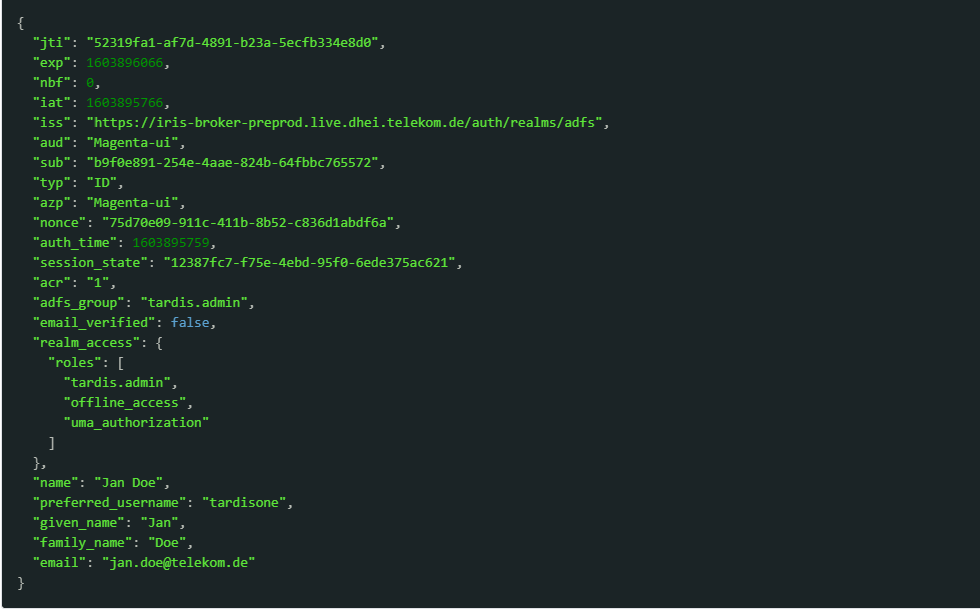 {
"jti": "52319fa1-af7d-4891-b23a-5ecfb334e8d0",
"exp": 1603896066,
"nbf": 0,
"iat": 1603895766,
"iss": "https://iris-broker-preprod.live.dhei.telekom.de/auth/realms/adfs",
"aud": "Magenta-ui",
"sub": "b9f0e891-254e-4aae-824b-64fbbc765572",
"typ": "ID",
"azp": "Magenta-ui",
"nonce": "75d70e09-911c-411b-8b52-c836d1abdf6a",
"auth_time": 1603895759,
"session_state": "12387fc7-f75e-4ebd-95f0-6ede375ac621",
"acr": "1",
"adfs_group": "tardis.admin",
"email_verified": false,
"realm_access": {
"roles": [
"tardis.admin",
"offline_access",
"uma_authorization"
]
},
"name": "Jan Doe",
"preferred_username": "tardisone",
"given_name": "Jan",
"family_name": "Doe",
"email": "jan.doe@telekom.de"
}